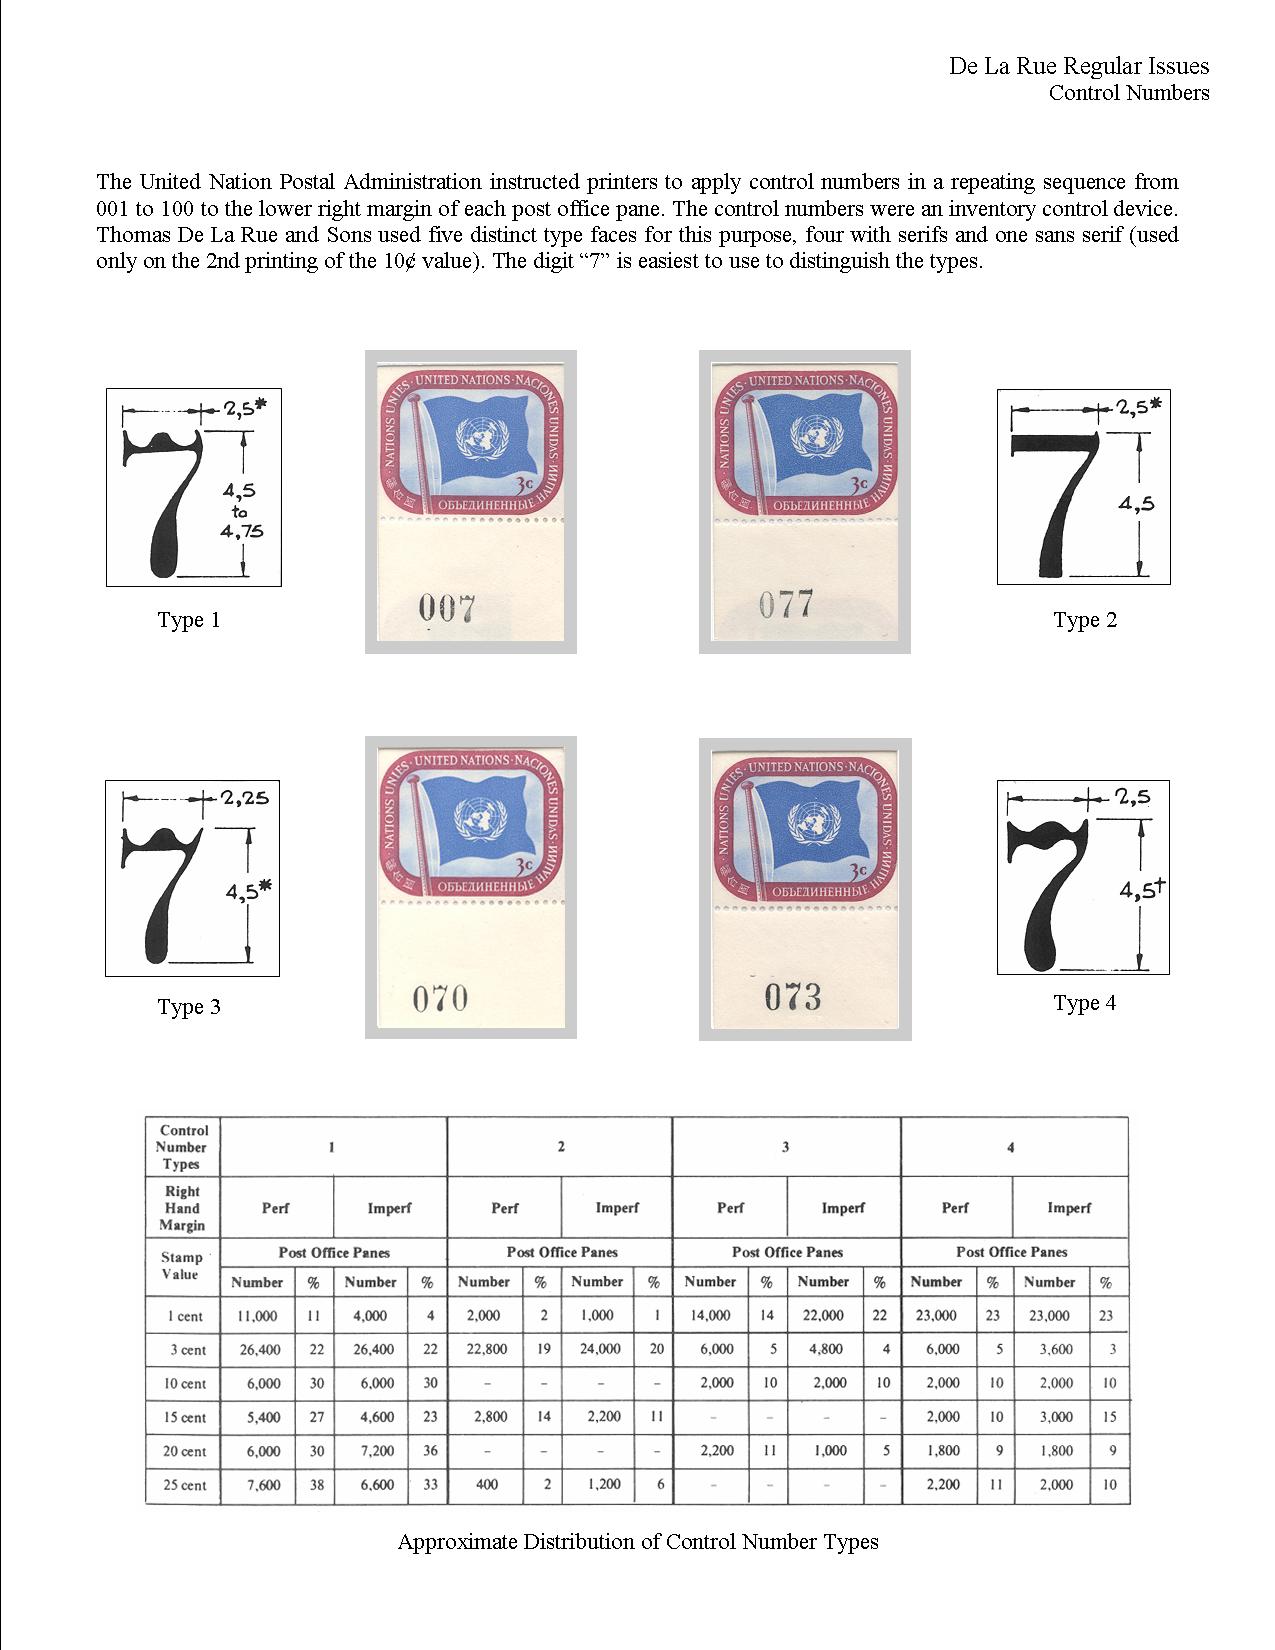 De La Rue Regular Issues
Control Numbers
The United Nation Postal Administration instructed printers to apply control numbers in a repeating sequence from
001 to 100 to the lower right margin of each post office pane. The control numbers were an inventory control device.
Thomas De La Rue and Sons used five distinct type faces for this purpose, four with serifs and one sans serif (used
only on the 2nd printing of the 10¢ value). The digit “7” is easiest to use to distinguish the types.
2,5*
7
4,5
to
4,75
Type 1
NATIONS UNIES · UNITED NATIONS · NACIONES UNIDAS · ОБЪЕДИНЕННЫЕ НАЦИИ
3c
007
NATIONS UNIES · UNITED NATIONS · NACIONES UNIDAS · ОБЪЕДИНЕННЫЕ НАЦИИ
3c
077
2,5*
7
4,5
Type 2
2,25
7
4,5*
Type 3
NATIONS UNIES · UNITED NATIONS · NACIONES UNIDAS · ОБЪЕДИНЕННЫЕ НАЦИИ
3c
070
NATIONS UNIES · UNITED NATIONS · NACIONES UNIDAS · ОБЪЕДИНЕННЫЕ НАЦИИ
3c
073
2,5
7
4,5†
Type 4
Control Number Types 1 2 3 4
Right Hand Margin Perf Imperf Perf Imperf Perf Imperf Perf Imperf
Stamp Value Post Office Panes Post Office Panes Post Office Panes Post Office Panes
Number % Number % Number % Number % Number % Number % Number % Number %
1 cent 11,000 11 4,000 4 2,000 2 1,000 1 14,000 14 22,000 22 23,000 23 23,000 23
3 cent 26,400 22 26,400 22 22,800 19 24,000 20 6,000 5 4,800 4 6,000 5 3,600 3
10 cent 6,000 30 6,000 30 – – – – 2,000 10 2,000 10 2,000 10 2,000 10
15 cent 5,400 27 4,600 23 2,800 14 2,200 11 – – – – 2,000 10 3,000 15
20 cent 6,000 30 7,200 36 – – – – 2,200 11 1,000 5 1,800 9 1,800 9
25 cent 7,600 38 6,600 33 400 2 1,200 6 – – – – 2,200 11 2,000 10
Approximate Distribution of Control Number Types